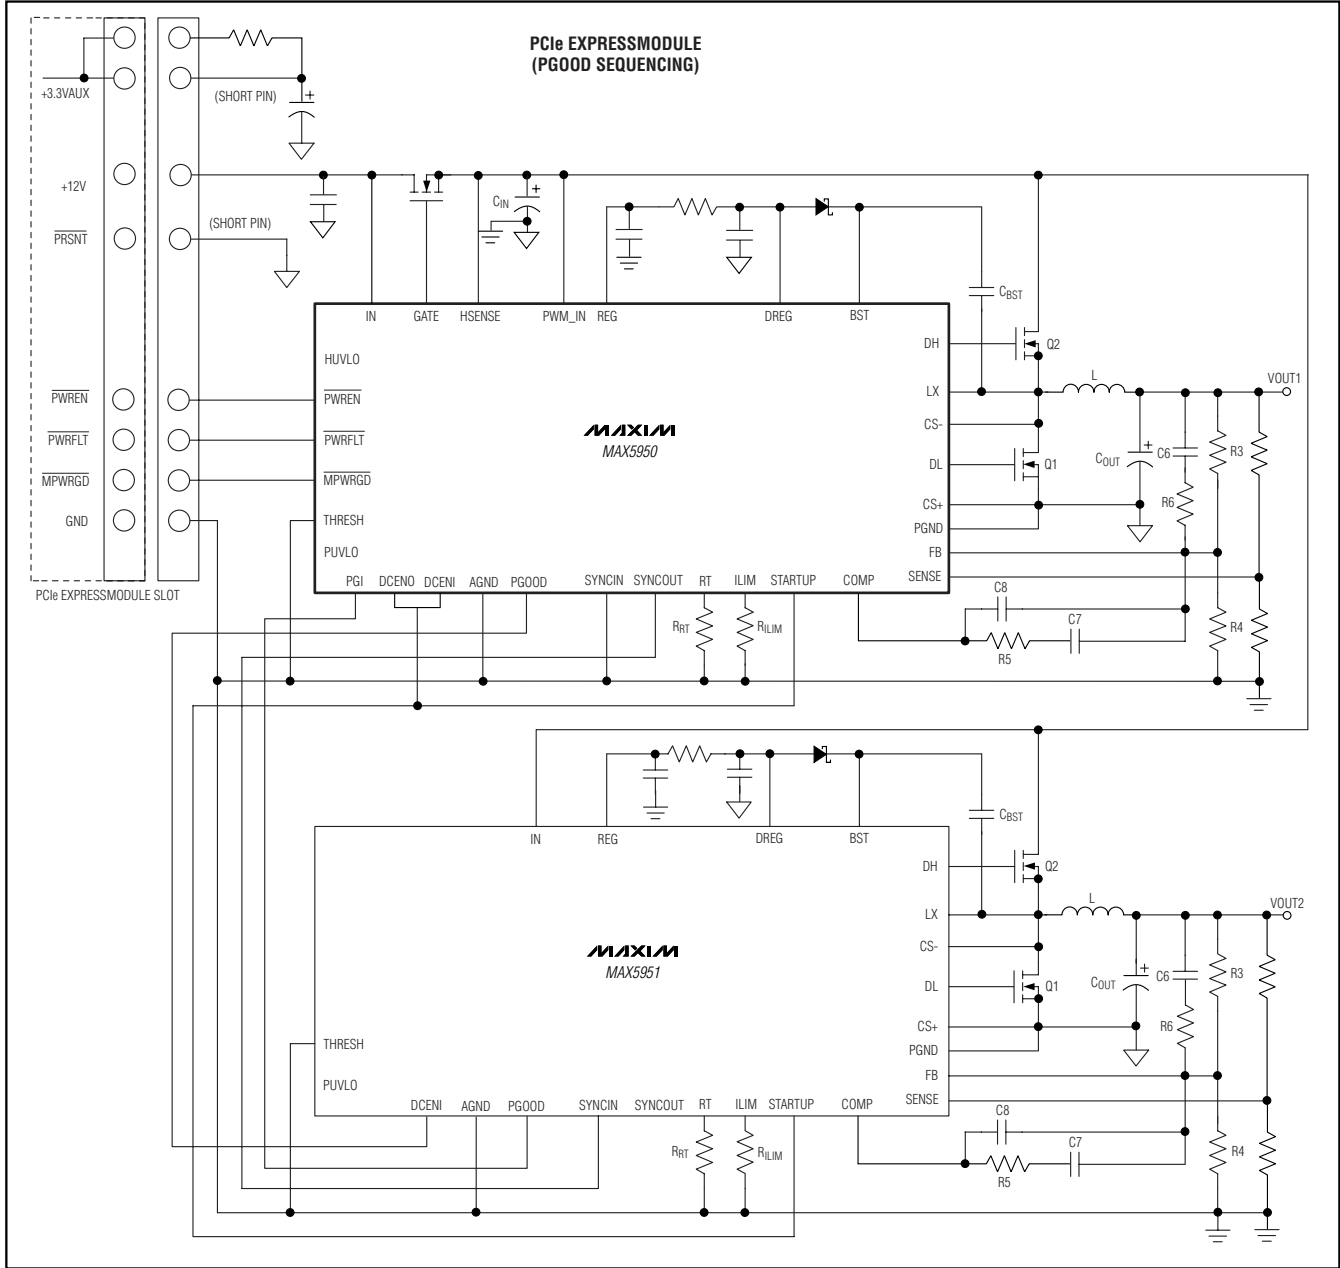 PCIe EXPRESSMODULE
(PGOOD SEQUENCING)
+3.3VAUX
(SHORT PIN)
+12V
CIN
(SHORT PIN)
PRSNT
CBST
IN GATE HSENSE PWM_IN REG DREG BST
DH Q2
HUVLO
L VOUT1
LX
PWREN PWREN
CS-
MAXIM
MAX5950
PWRFLT PWRFLT
COUT C6 R3
DL Q1
MPWRGD MPWRGD
R6
CS+
GND THRESH
PGND
PUVLO FB
SENSE
PGI DCENO DCENI AGND PGOOD SYNCIN SYNCOUT RT ILIM STARTUP COMP
PCIe EXPRESSMODULE SLOT
C8
C7
RRT RILIM R4
R5
CBST
IN REG DREG BST
DH Q2
L VOUT2
LX
CS-
MAXIM
MAX5951
COUT C6 R3
DL Q1
R6
CS+
THRESH PGND
FB
PUVLO
SENSE
DCENI AGND PGOOD SYNCIN SYNCOUT RT ILIM STARTUP COMP
C8
C7
RRT RILIM R4
R5